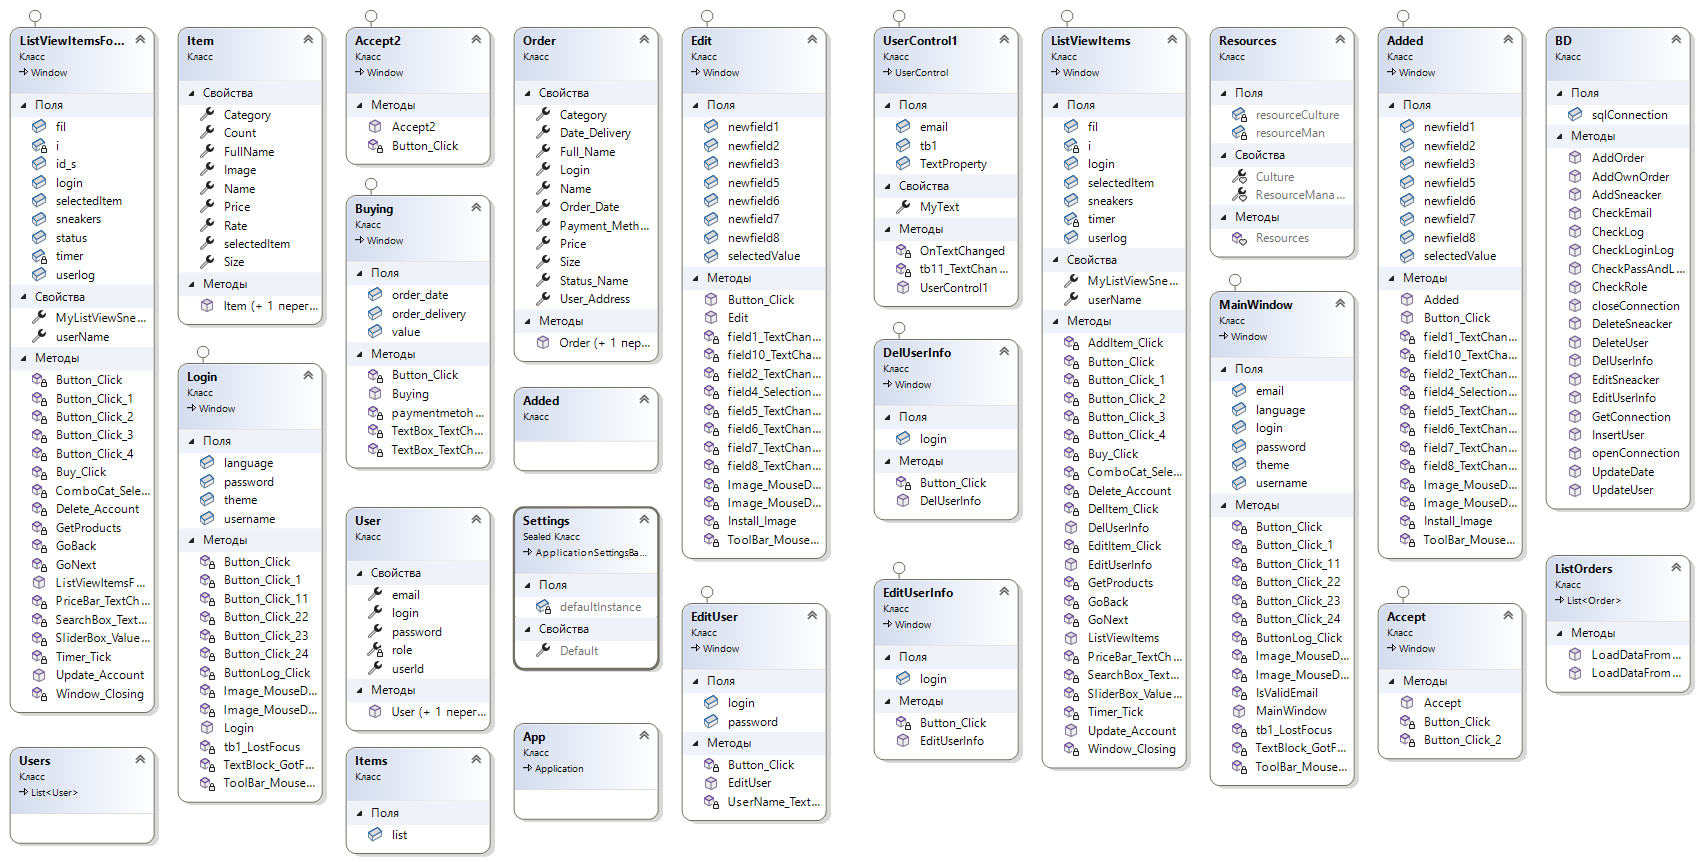 ListViewItemsFo...
Класс
Window
Поля
fil
i
id_s
login
selectedItem
sneakers
status
timer
userlog
Свойства
MyListViewSne...
userName
Методы
Button_Click
Button_Click_1
Button_Click_2
Button_Click_3
Button_Click_4
Buy_Click
ComboCat_Sele...
Delete_Account
GetProducts
GoBack
GoNext
ListViewItemsF...
PriceBar_TextCh...
SearchBox_Text...
SliderBox_Value...
Timer_Tick
Update_Account
Window_Closing
Users
Класс
List<User>
Item
Класс
Свойства
Category
Count
FullName
Image
Name
Price
Rate
selectedItem
Size
Методы
Item (+ 1 перег...
Login
Класс
Window
Поля
language
password
theme
username
Методы
Button_Click
Button_Click_1
Button_Click_11
Button_Click_22
Button_Click_23
Button_Click_24
ButtonLog_Click
Image_MouseD...
Image_MouseD...
Login
tb1_LostFocus
TextBlock_GotF...
ToolBar_Mouse...
Accept2
Класс
Window
Методы
Accept2
Button_Click
Buying
Класс
Window
Поля
order_date
order_delivery
value
Методы
Button_Click
Buying
paymentmetoh...
TextBox_TextCh...
TextBox_TextCh...
User
Класс
Свойства
email
login
password
role
userId
Методы
User (+ 1 перег...
Items
Класс
Поля
list
Order
Класс
Свойства
Category
Date_Delivery
Full_Name
Login
Name
Order_Date
Payment_Meth...
Price
Size
Status_Name
User_Address
Методы
Order (+ 1 пер...
Added
Класс
Settings
Sealed Класс
ApplicationSettingsBa...
Поля
defaultInstance
Свойства
Default
App
Класс
Application
Edit
Класс
Window
Поля
newfield1
newfield2
newfield3
newfield5
newfield6
newfield7
newfield8
selectedValue
Методы
Button_Click
Edit
field1_TextChan...
field10_TextCha...
field2_TextChan...
field4_Selection...
field5_TextChan...
field6_TextChan...
field7_TextChan...
field8_TextChan...
Image_MouseD...
Image_MouseD...
Install_Image
ToolBar_Mouse...
EditUser
Класс
Window
Поля
login
password
Методы
Button_Click
EditUser
UserName_Text...
UserControl1
Класс
UserControl
Поля
email
tb1
TextProperty
Свойства
MyText
Методы
OnTextChanged
tb11_TextChan...
UserControl1
DelUserInfo
Класс
Window
Поля
login
Методы
Button_Click
DelUserInfo
EditUserInfo
Класс
Window
Поля
login
Методы
Button_Click
EditUserInfo
ListViewItems
Класс
Window
Поля
fil
i
login
selectedItem
sneakers
timer
userlog
Свойства
MyListViewSne...
userName
Методы
AddItem_Click
Button_Click
Button_Click_1
Button_Click_2
Button_Click_3
Button_Click_4
Buy_Click
ComboCat_Sele...
Delete_Account
DelItem_Click
DelUserInfo
EditItem_Click
EditUserInfo
GetProducts
GoBack
GoNext
ListViewItems
PriceBar_TextCh...
SearchBox_Text...
SliderBox_Value...
Timer_Tick
Update_Account
Window_Closing
Resources
Класс
Поля
resourceCulture
resourceMan
Свойства
Culture
ResourceMana...
Методы
Resources
MainWindow
Класс
Window
Поля
email
language
login
password
theme
username
Методы
Button_Click
Button_Click_1
Button_Click_11
Button_Click_22
Button_Click_23
Button_Click_24
ButtonLog_Click
Image_MouseD...
Image_MouseD...
IsValidEmail
MainWindow
tb1_LostFocus
TextBlock_GotF...
ToolBar_Mouse...
Added
Класс
Window
Поля
newfield1
newfield2
newfield3
newfield5
newfield6
newfield7
newfield8
selectedValue
Методы
Added
Button_Click
field1_TextChan...
field10_TextCha...
field2_TextChan...
field4_Selection...
field5_TextChan...
field6_TextChan...
field7_TextChan...
field8_TextChan...
Image_MouseD...
Image_MouseD...
Install_Image
ToolBar_Mouse...
Accept
Класс
Window
Методы
Accept
Button_Click
Button_Click_2
BD
Класс
Поля
sqlConnection
Методы
AddOrder
AddOwnOrder
AddSneacker
CheckEmail
CheckLog
CheckLoginLog
CheckPassAndL...
CheckRole
closeConnection
DeleteSneacker
DeleteUser
DelUserInfo
EditSneacker
EditUserInfo
GetConnection
InsertUser
openConnection
UpdateDate
UpdateUser
ListOrders
Класс
List<Order>
Методы
LoadDataFrom...
LoadDataFrom...